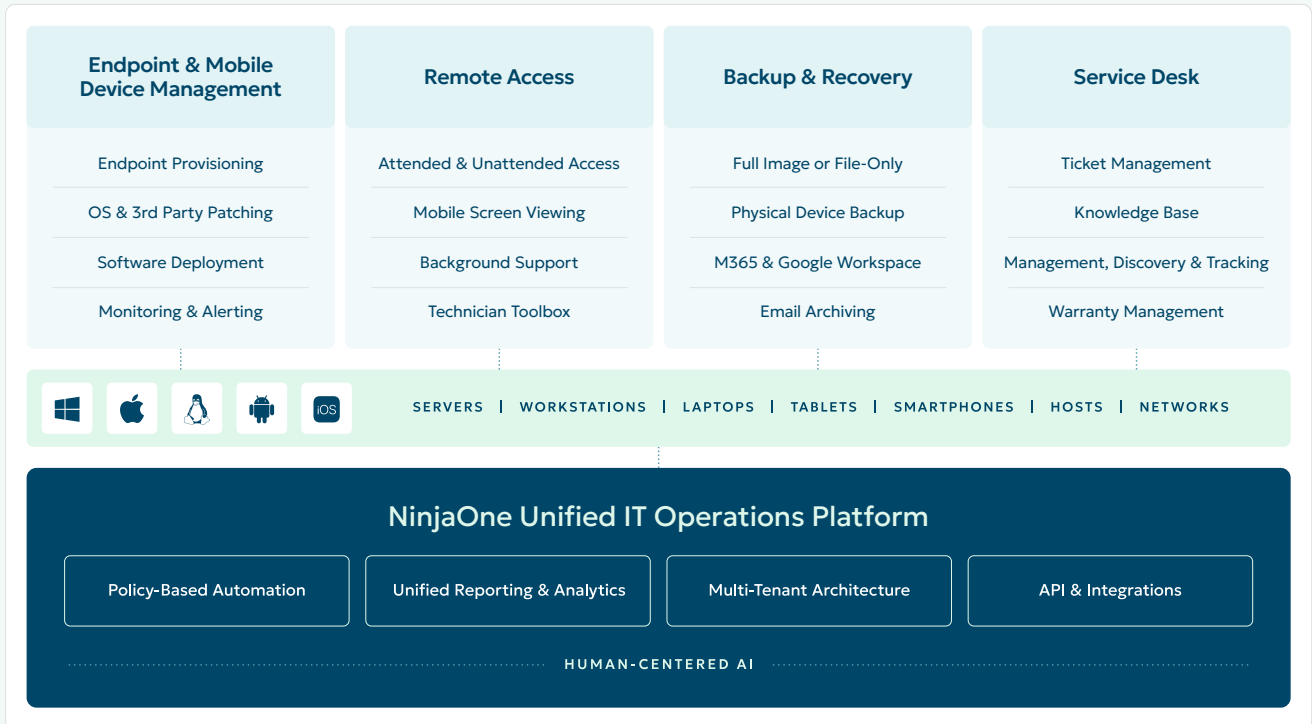 Endpoint & Mobile
Device Management
Endpoint Provisioning
OS & 3rd Party Patching
Software Deployment
Monitoring & Alerting
Remote Access
Attended & Unattended Access
Mobile Screen Viewing
Background Support
Technician Toolbox
Backup & Recovery
Full Image or File-Only
Physical Device Backup
M365 & Google Workspace
Email Archiving
Service Desk
Ticket Management
Knowledge Base
Management, Discovery & Tracking
Warranty Management
iOS
SERVERS | WORKSTATIONS | LAPTOPS | TABLETS | SMARTPHONES | HOSTS | NETWORKS
NinjaOne Unified IT Operations Platform
Policy-Based Automation
Unified Reporting & Analytics
Multi-Tenant Architecture
API & Integrations
HUMAN-CENTERED AI